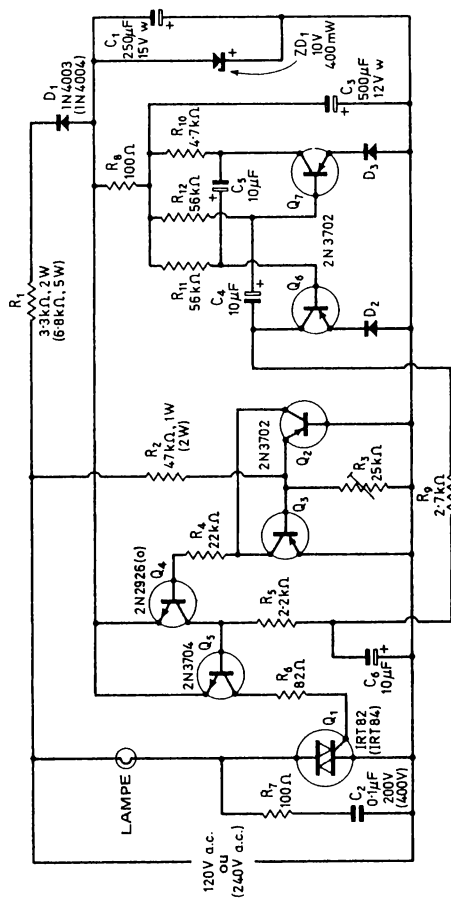 R1
3·3kΩ, 2W
(6·8kΩ, 5W)
D1
1N4003
(1N4004)
C1
250µF
15V w
+
R8
100Ω
ZD1
10V
400mW
+
R11
56kΩ
R12
56kΩ
R10
4·7kΩ
C3
500µF
12V w
+
C5
10µF
+
C4
10µF
+
Q7
2N3702
Q6
D3
D2
R2
47kΩ, 1W
(2W)
2N3702
Q2
R4
22kΩ
Q3
R3
25kΩ
R9
2·7kΩ
2N2926(o)
Q4
2N3704
Q5
R5
2·2kΩ
R6
82Ω
C6
10µF
+
LAMPE
Q1
IRT82
(IRT84)
R7
100Ω
C2
0·1µF
200V
(400V)
120V a.c.
ou
(240V a.c.)